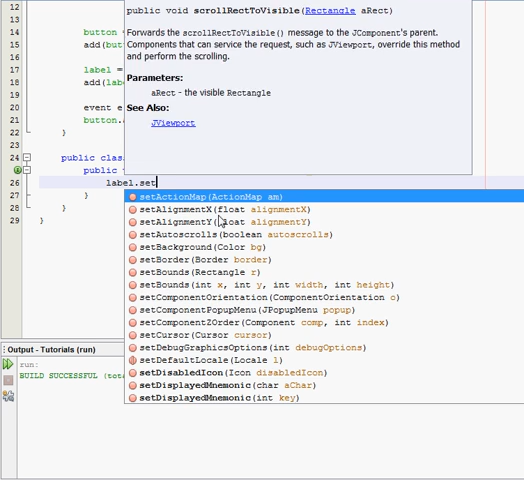 12
13
14 button =
15 add(butto
16
17 label =
18 add(labe
19
20 event e
21 button.a
22 }
23
24 public clas
public
26 label.set
27 }
28 }
29 }
public void scrollRectToVisible(Rectangle aRect)
Forwards the scrollRectToVisible() message to the JComponent's parent.
Components that can service the request, such as JViewport, override this method
and perform the scrolling.
Parameters:
aRect - the visible Rectangle
See Also:
JViewport
setActionMap(ActionMap am)
setAlignmentX(float alignmentX)
setAlignmentY(float alignmentY)
setAutoscrolls(boolean autoscrolls)
setBackground(Color bg)
setBorder(Border border)
setBounds(Rectangle r)
setBounds(int x, int y, int width, int height)
setComponentOrientation(ComponentOrientation o)
setComponentPopupMenu(JPopupMenu popup)
setComponentZOrder(Component comp, int index)
setCursor(Cursor cursor)
setDebugGraphicsOptions(int debugOptions)
setDefaultLocale(Locale l)
setDisabledIcon(Icon disabledIcon)
setDisplayedMnemonic(char aChar)
setDisplayedMnemonic(int key)
Output - Tutorials (run)
run:
BUILD SUCCESSFUL (tota